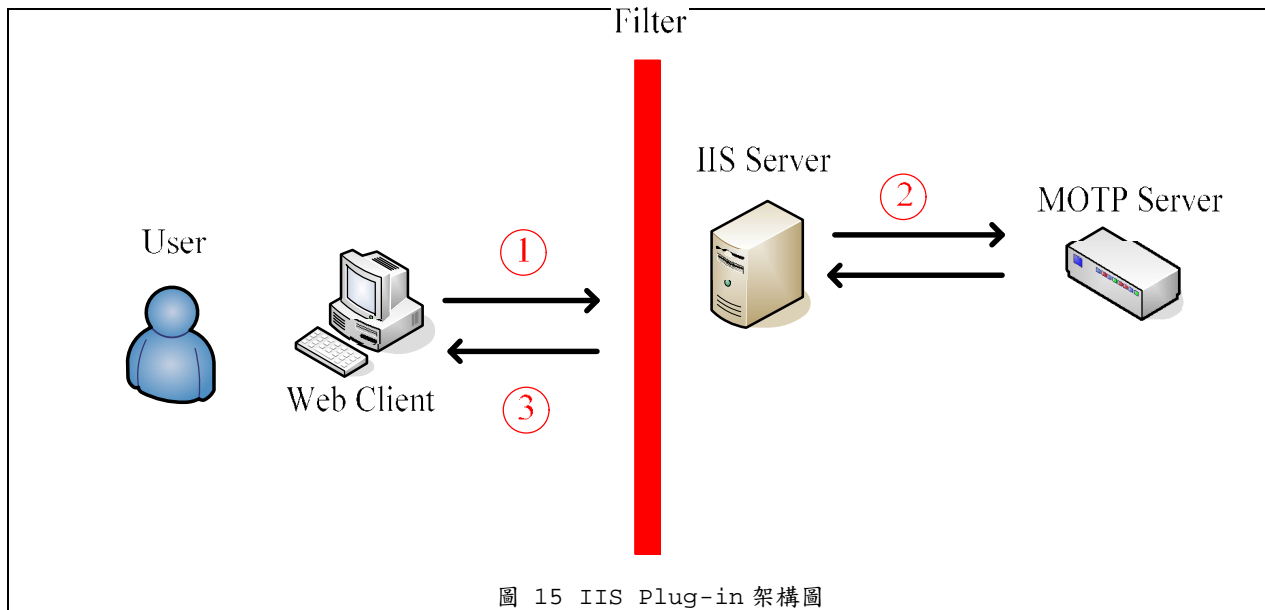 Filter
IIS Server
②
MOTP Server
User
①
Web Client
③
圖 15 IIS Plug-in 架構圖